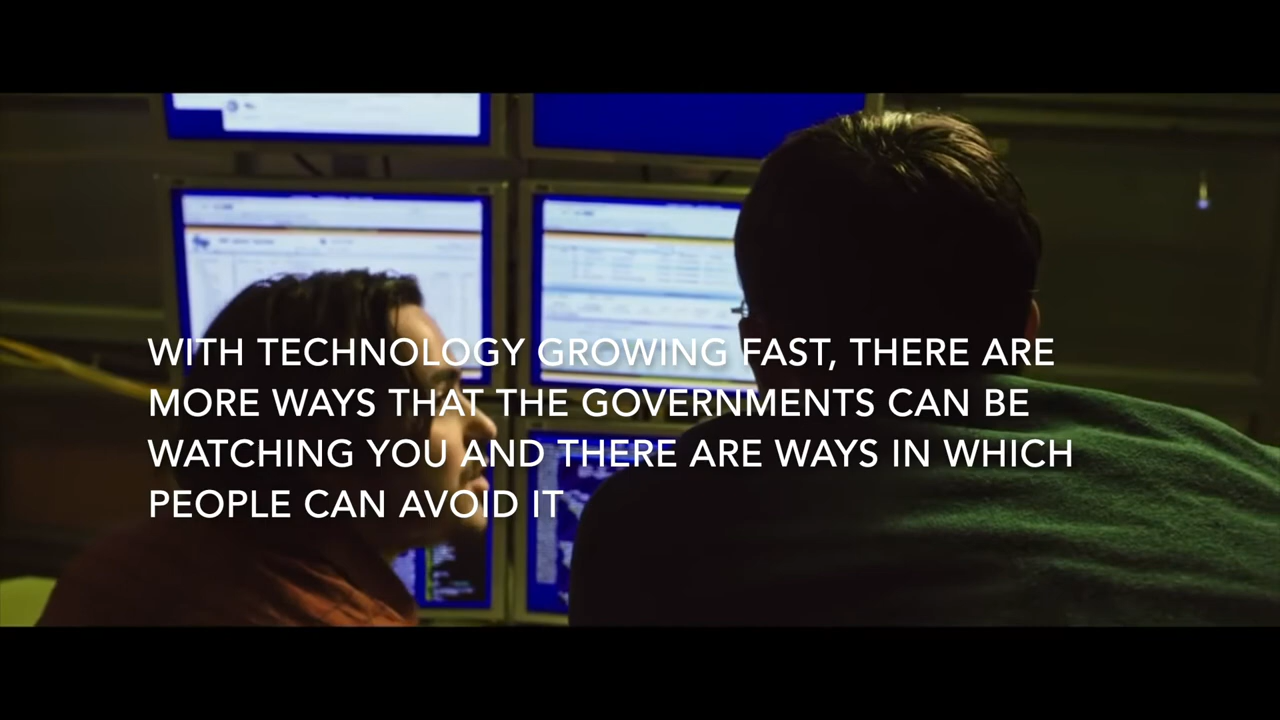 WITH TECHNOLOGY GROWING FAST, THERE ARE
MORE WAYS THAT THE GOVERNMENTS CAN BE
WATCHING YOU AND THERE ARE WAYS IN WHICH
PEOPLE CAN AVOID IT